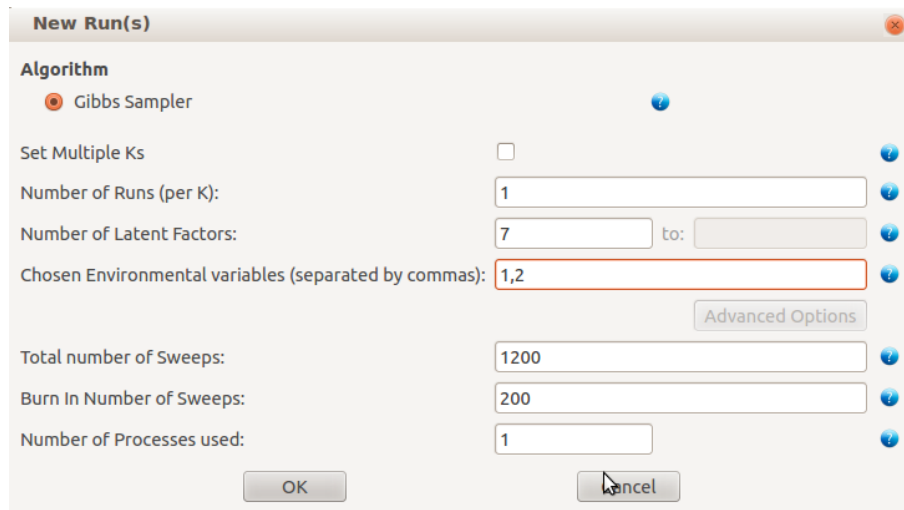 New Run(s)
Algorithm
Gibbs Sampler ?
Set Multiple Ks ?
Number of Runs (per K): 1 ?
Number of Latent Factors: 7 to: ?
Chosen Environmental variables (separated by commas): 1,2 ?
Advanced Options
Total number of Sweeps: 1200 ?
Burn In Number of Sweeps: 200 ?
Number of Processes used: 1 ?
OK Cancel